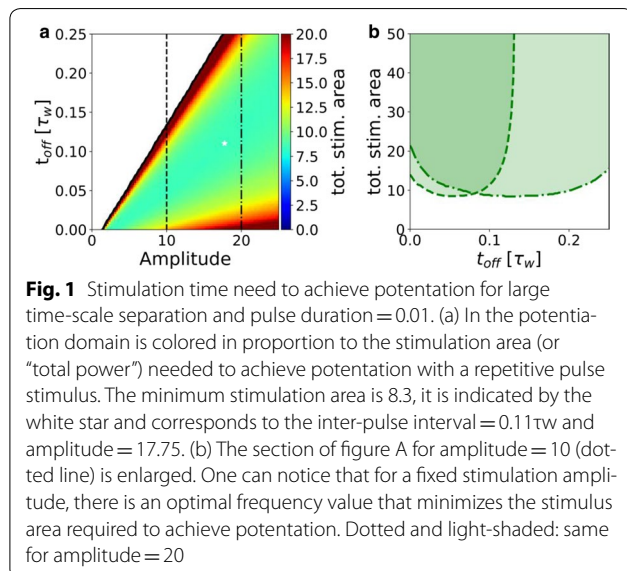 a
b
0.25
0.20
0.15
0.10
0.05
0.00
t_off [τ_w]
0
10
20
Amplitude
20.0
17.5
15.0
12.5
10.0
7.5
5.0
2.5
0.0
tot. stim. area
50
40
30
20
10
0
tot. stim. area
0.0
0.1
0.2
t_off [τ_w]
Fig. 1 Stimulation time need to achieve potentation for large
time-scale separation and pulse duration = 0.01. (a) In the potentia-
tion domain is colored in proportion to the stimulation area (or
“total power”) needed to achieve potentation with a repetitive pulse
stimulus. The minimum stimulation area is 8.3, it is indicated by the
white star and corresponds to the inter-pulse interval = 0.11τw and
amplitude = 17.75. (b) The section of figure A for amplitude = 10 (dot-
ted line) is enlarged. One can notice that for a fixed stimulation ampli-
tude, there is an optimal frequency value that minimizes the stimulus
area required to achieve potentation. Dotted and light-shaded: same
for amplitude = 20